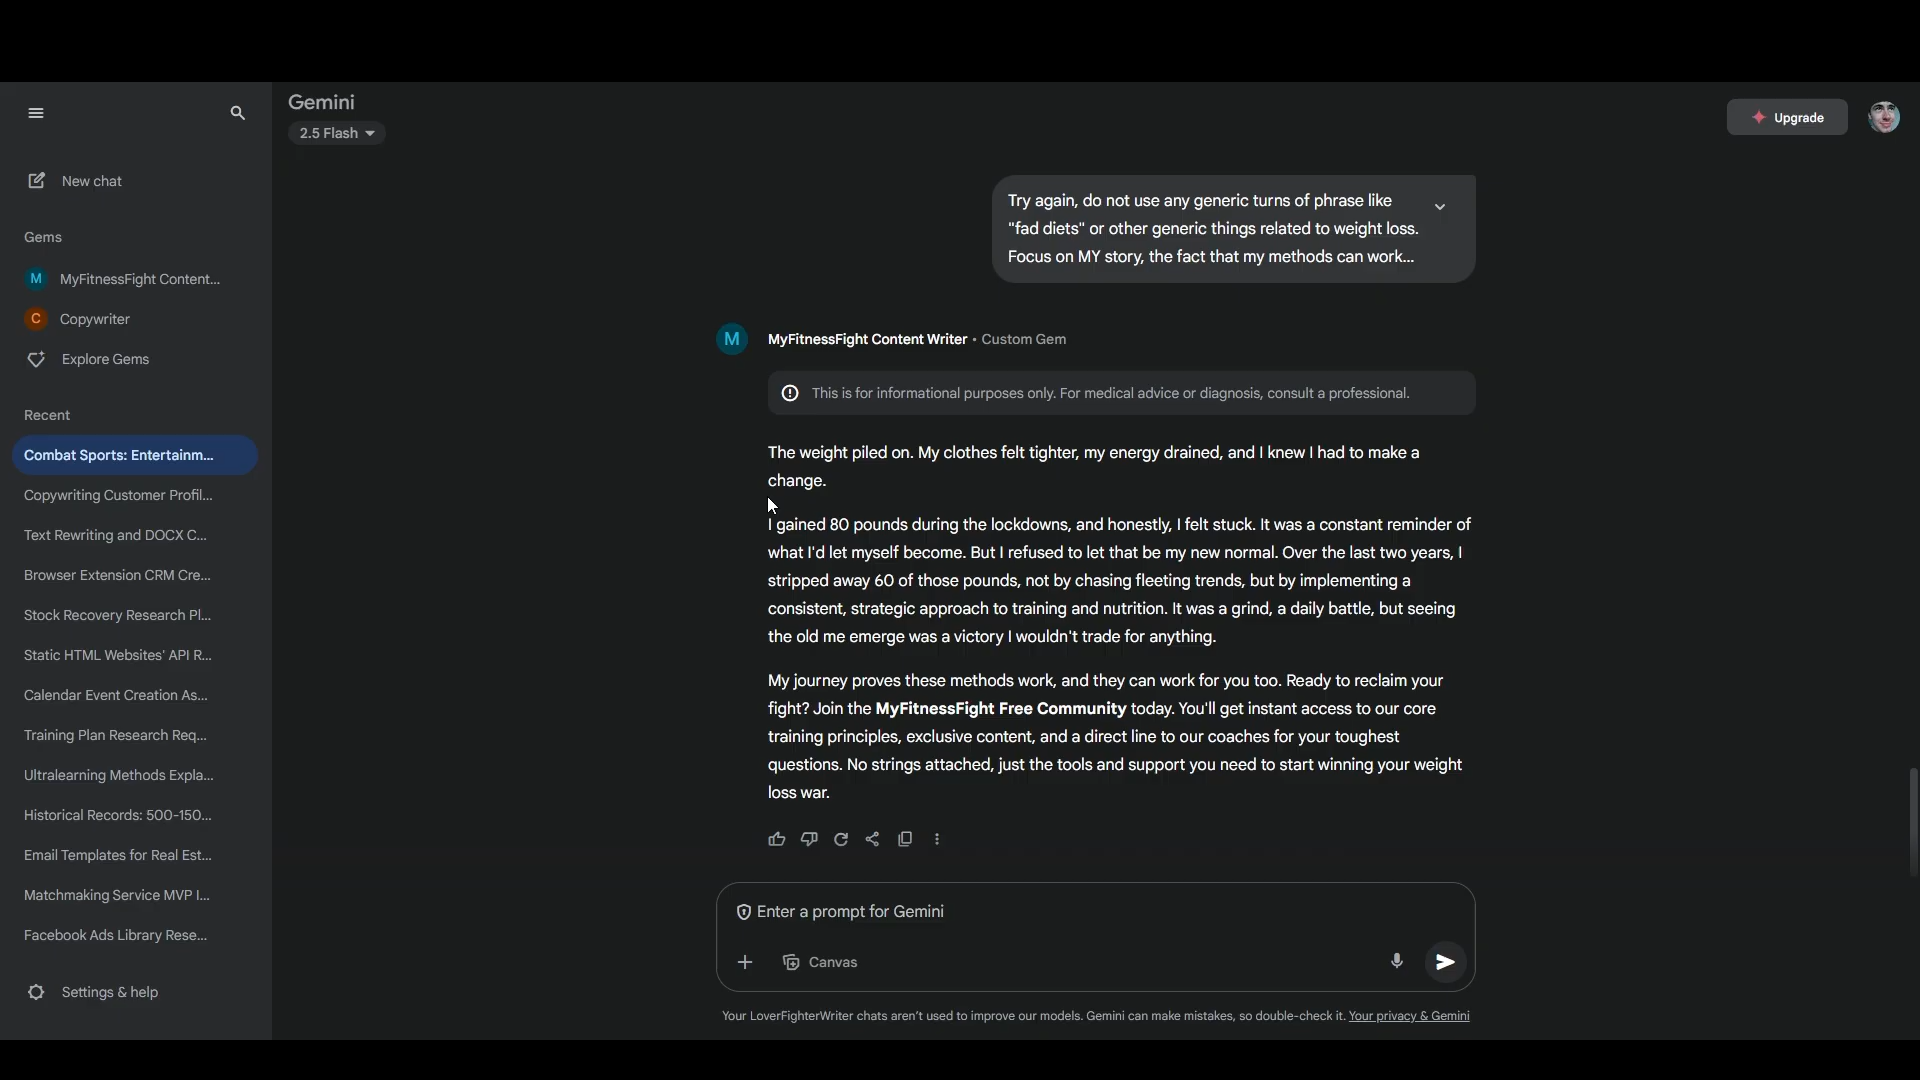 Gemini
2.5 Flash
Upgrade
New chat
Gems
M MyFitnessFight Content...
C Copywriter
Explore Gems
Recent
Combat Sports: Entertainm...
Copywriting Customer Profil...
Text Rewriting and DOCX C...
Browser Extension CRM Cre...
Stock Recovery Research Pl...
Static HTML Websites' API R...
Calendar Event Creation As...
Training Plan Research Req...
Ultralearning Methods Expla...
Historical Records: 500-150...
Email Templates for Real Est...
Matchmaking Service MVP I...
Facebook Ads Library Rese...
Settings & help
Try again, do not use any generic turns of phrase like
"fad diets" or other generic things related to weight loss.
Focus on MY story, the fact that my methods can work...
M MyFitnessFight Content Writer • Custom Gem
This is for informational purposes only. For medical advice or diagnosis, consult a professional.
The weight piled on. My clothes felt tighter, my energy drained, and I knew I had to make a
change.
I gained 80 pounds during the lockdowns, and honestly, I felt stuck. It was a constant reminder of
what I'd let myself become. But I refused to let that be my new normal. Over the last two years, I
stripped away 60 of those pounds, not by chasing fleeting trends, but by implementing a
consistent, strategic approach to training and nutrition. It was a grind, a daily battle, but seeing
the old me emerge was a victory I wouldn't trade for anything.
My journey proves these methods work, and they can work for you too. Ready to reclaim your
fight? Join the MyFitnessFight Free Community today. You'll get instant access to our core
training principles, exclusive content, and a direct line to our coaches for your toughest
questions. No strings attached, just the tools and support you need to start winning your weight
loss war.
Enter a prompt for Gemini
Canvas
Your LoverFighterWriter chats aren't used to improve our models. Gemini can make mistakes, so double-check it. Your privacy & Gemini